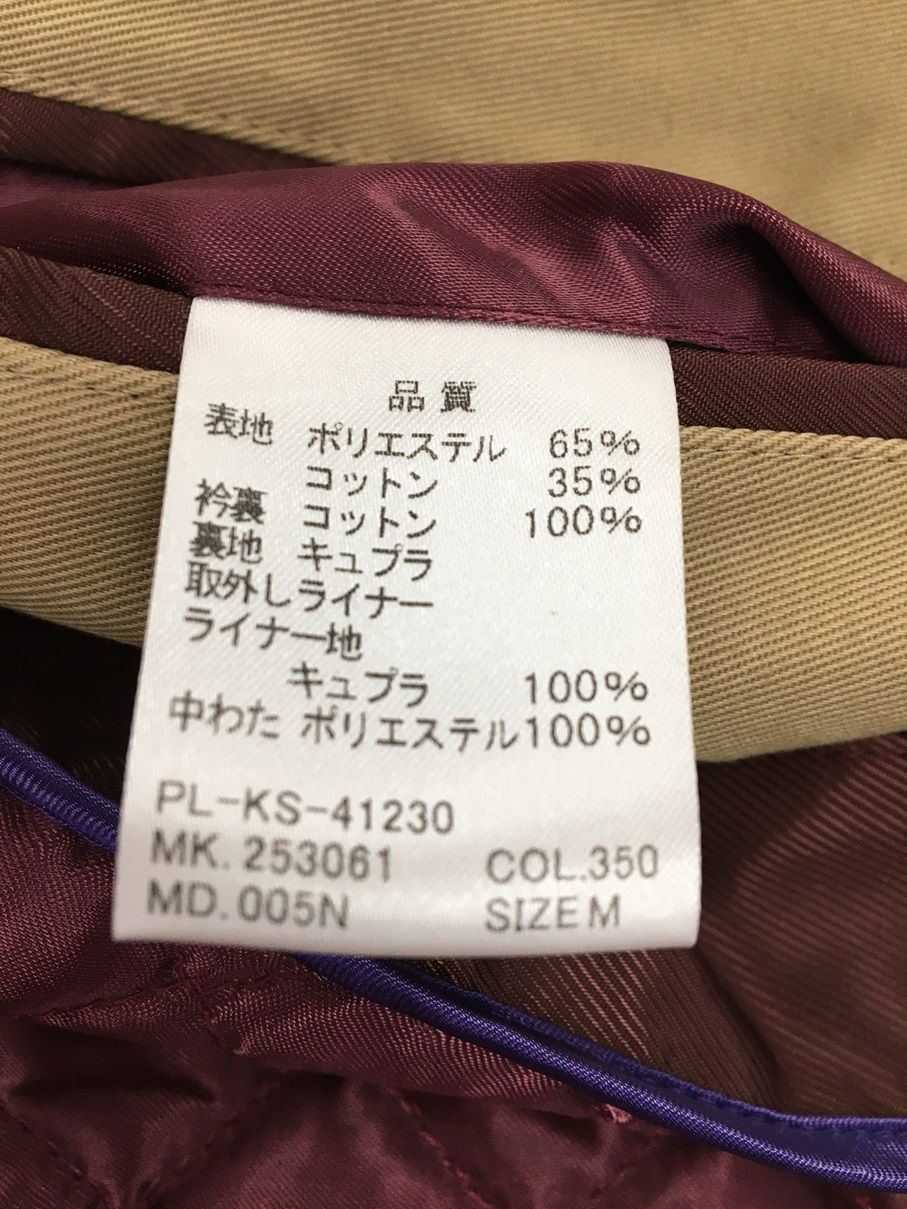 品質
表地 ポリエステル 65%
コットン 35%
衿裏 コットン 100%
裏地 キュプラ
取外しライナー
ライナー地
キュプラ 100%
中わた ポリエステル100%
PL-KS-41230
MK.253061 COL.350
MD.005N SIZEM